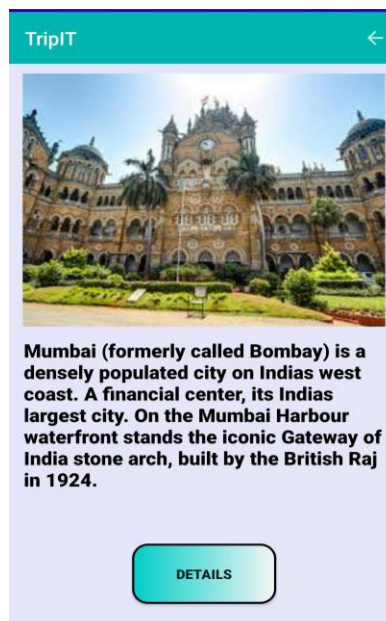 TripIT
Mumbai (formerly called Bombay) is a
densely populated city on Indias west
coast. A financial center, its Indias
largest city. On the Mumbai Harbour
waterfront stands the iconic Gateway of
India stone arch, built by the British Raj
in 1924.
DETAILS